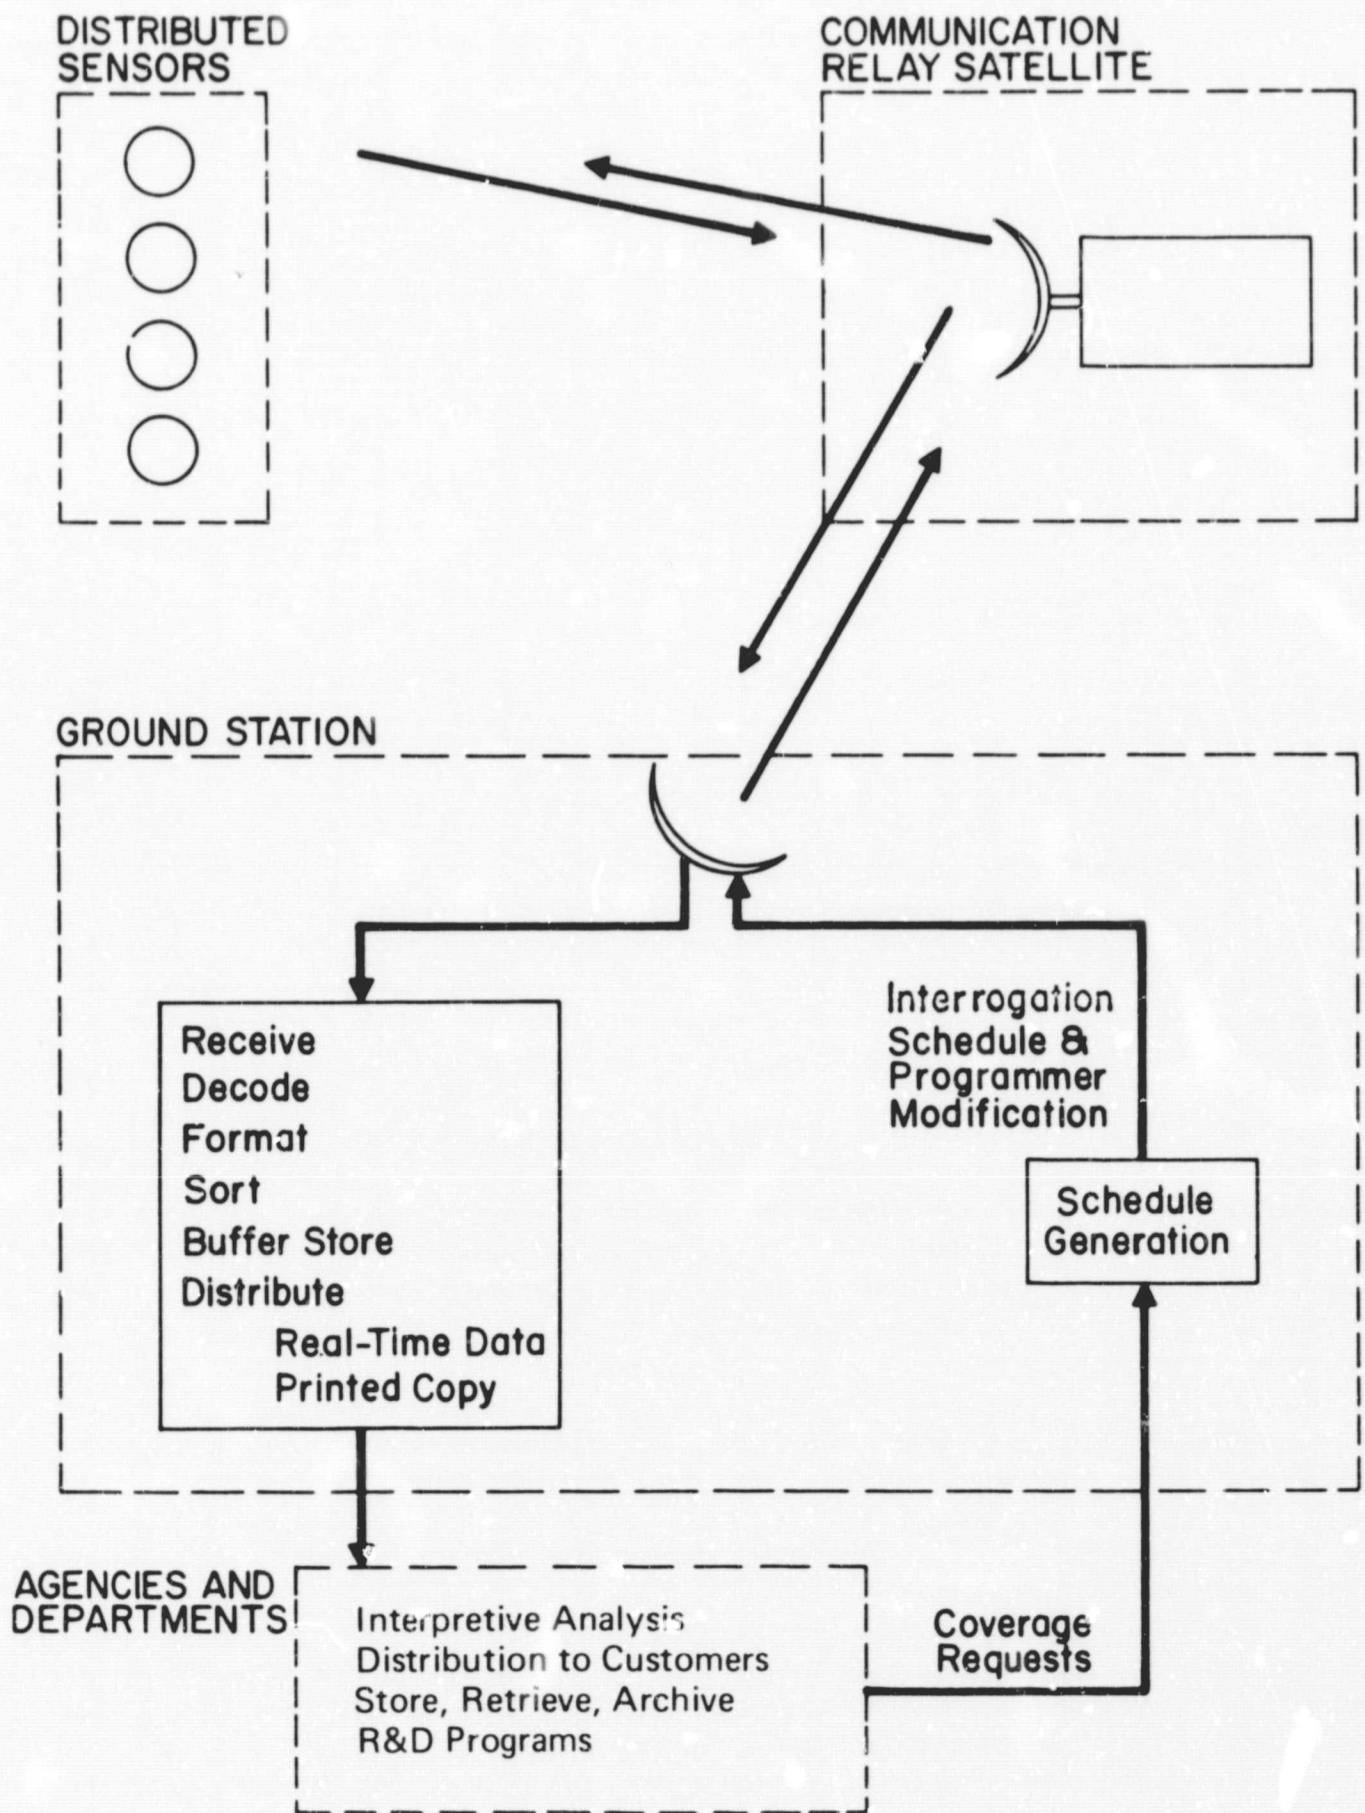 DISTRIBUTED
SENSORS
COMMUNICATION
RELAY SATELLITE
GROUND STATION
Receive
Decode
Format
Sort
Buffer Store
Distribute
Real-Time Data
Printed Copy
Interrogation
Schedule &
Programmer
Modification
Schedule
Generation
AGENCIES AND
DEPARTMENTS
Interpretive Analysis
Distribution to Customers
Store, Retrieve, Archive
R&D Programs
Coverage
Requests